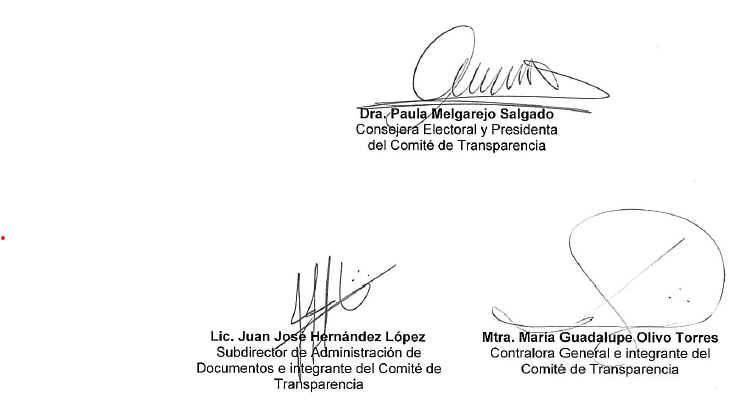 Dra. Paula Melgarejo Salgado
Consejera Electoral y Presidenta
del Comité de Transparencia
Lic. Juan José Hernández López
Subdirector de Administración de
Documentos e integrante del Comité de
Transparencia
Mtra. María Guadalupe Olivo Torres
Contralora General e integrante del
Comité de Transparencia